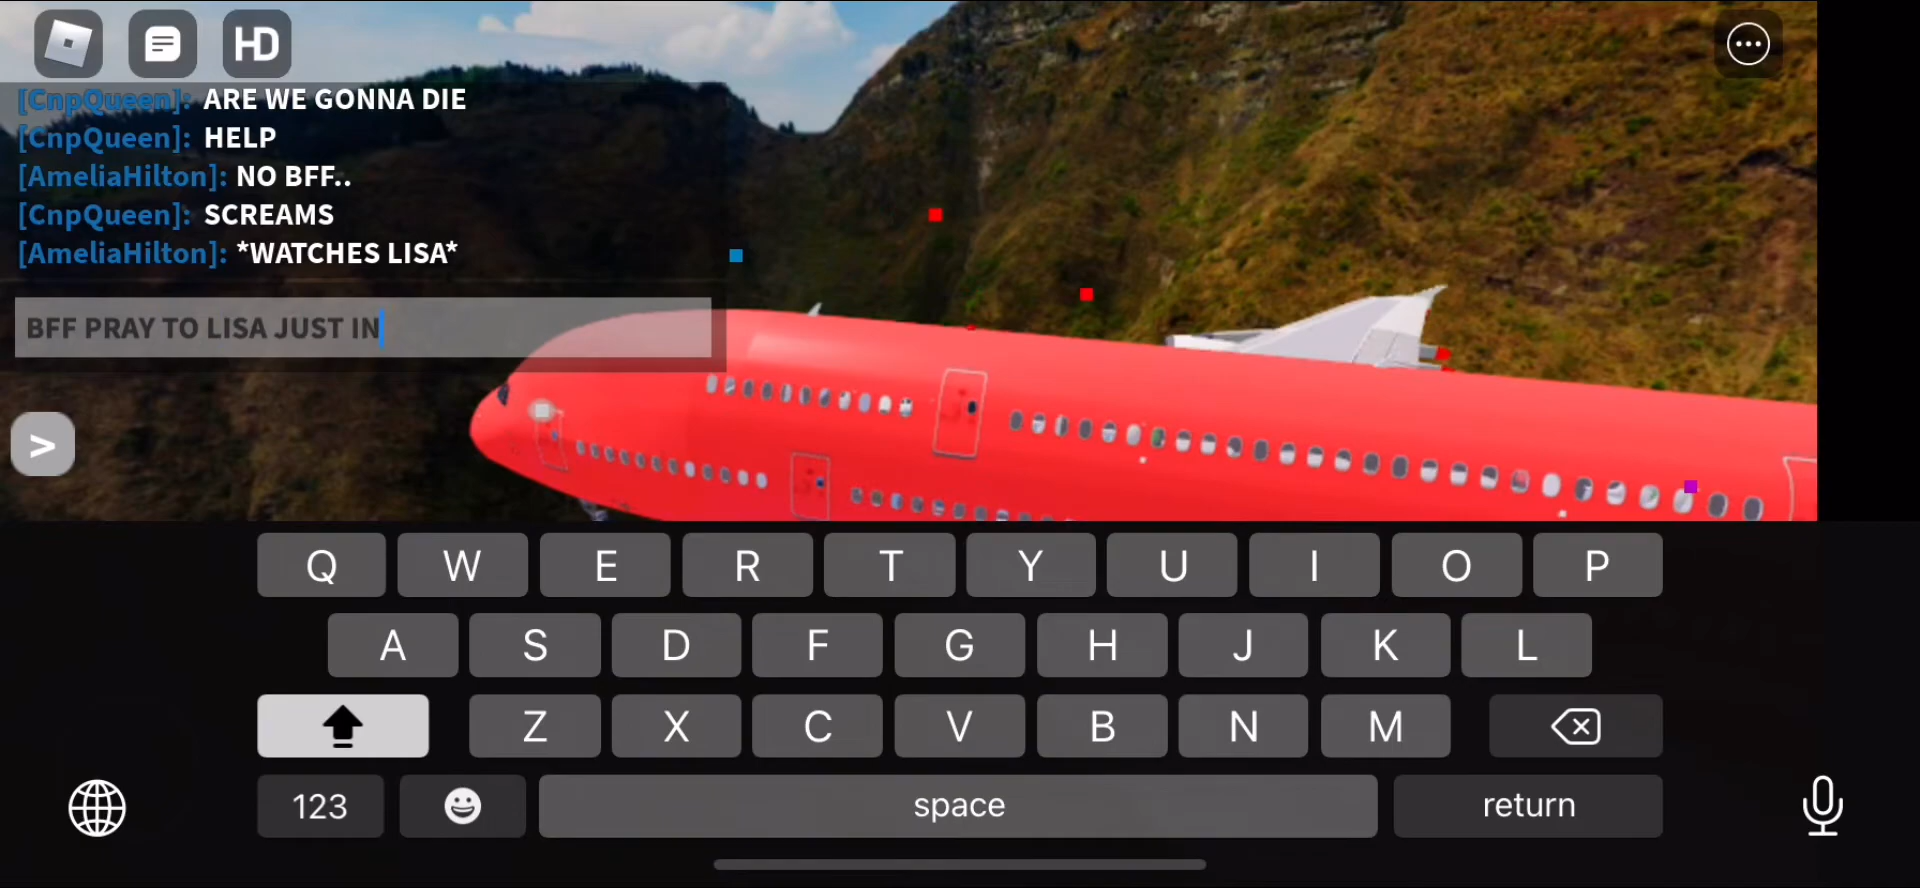 HD
[CnpQueen]: ARE WE GONNA DIE
[CnpQueen]: HELP
[AmeliaHilton]: NO BFF..
[CnpQueen]: SCREAMS
[AmeliaHilton]: *WATCHES LISA*
BFF PRAY TO LISA JUST IN
>
Q W E R T Y U I O P
A S D F G H J K L
Z X C V B N M
123 space return